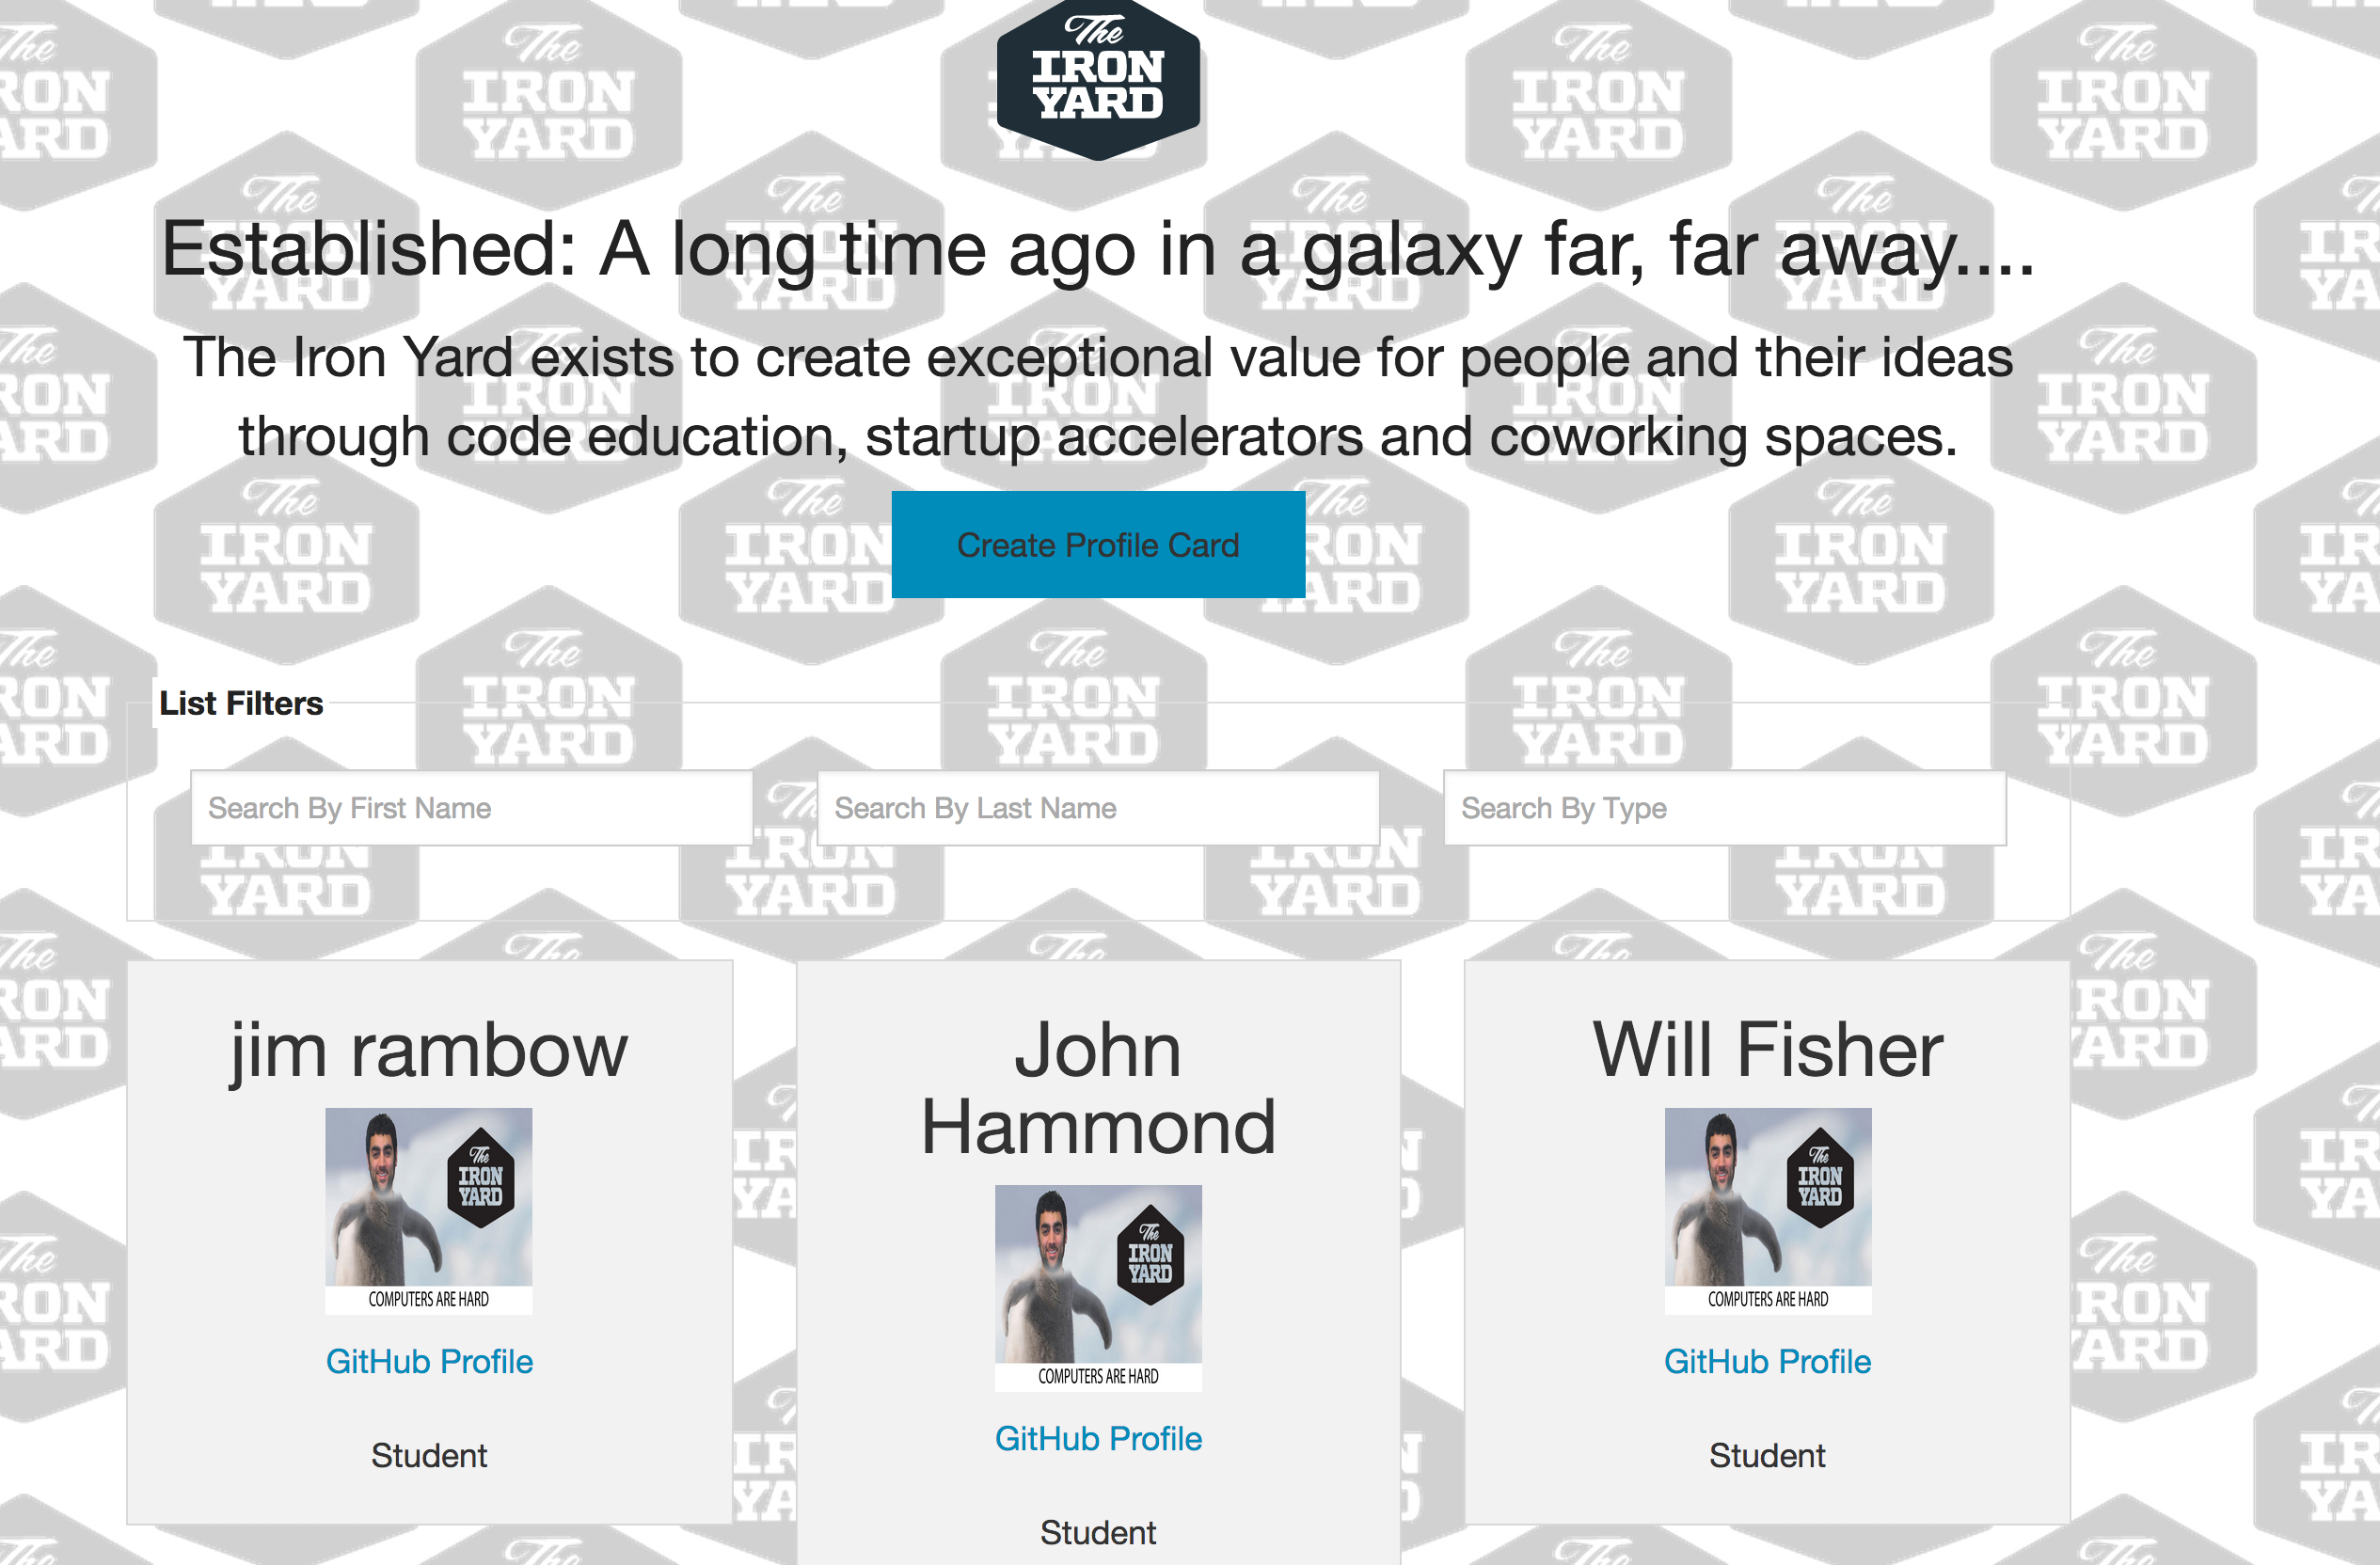 The
IRON
YARD
Established: A long time ago in a galaxy far, far away....
The Iron Yard exists to create exceptional value for people and their ideas
through code education, startup accelerators and coworking spaces.
Create Profile Card
List Filters
Search By First Name
Search By Last Name
Search By Type
jim rambow
The
IRON
YARD
COMPUTERS ARE HARD
GitHub Profile
Student
John
Hammond
The
IRON
YARD
COMPUTERS ARE HARD
GitHub Profile
Student
Will Fisher
The
IRON
YARD
COMPUTERS ARE HARD
GitHub Profile
Student